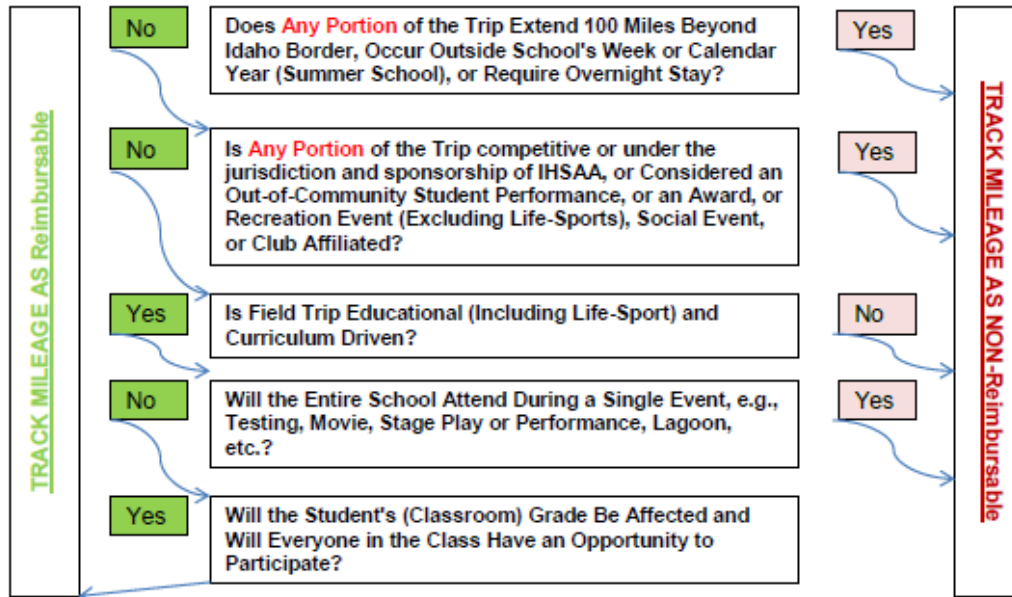 TRACK MILEAGE AS Reimbursable
No
Does Any Portion of the Trip Extend 100 Miles Beyond
Idaho Border, Occur Outside School's Week or Calendar
Year (Summer School), or Require Overnight Stay?
Yes
No
Is Any Portion of the Trip competitive or under the
jurisdiction and sponsorship of IHSAA, or Considered an
Out-of-Community Student Performance, or an Award, or
Recreation Event (Excluding Life-Sports), Social Event,
or Club Affiliated?
Yes
Yes
Is Field Trip Educational (Including Life-Sport) and
Curriculum Driven?
No
No
Will the Entire School Attend During a Single Event, e.g.,
Testing, Movie, Stage Play or Performance, Lagoon,
etc.?
Yes
Yes
Will the Student's (Classroom) Grade Be Affected and
Will Everyone in the Class Have an Opportunity to
Participate?
TRACK MILEAGE AS NON-Reimbursable